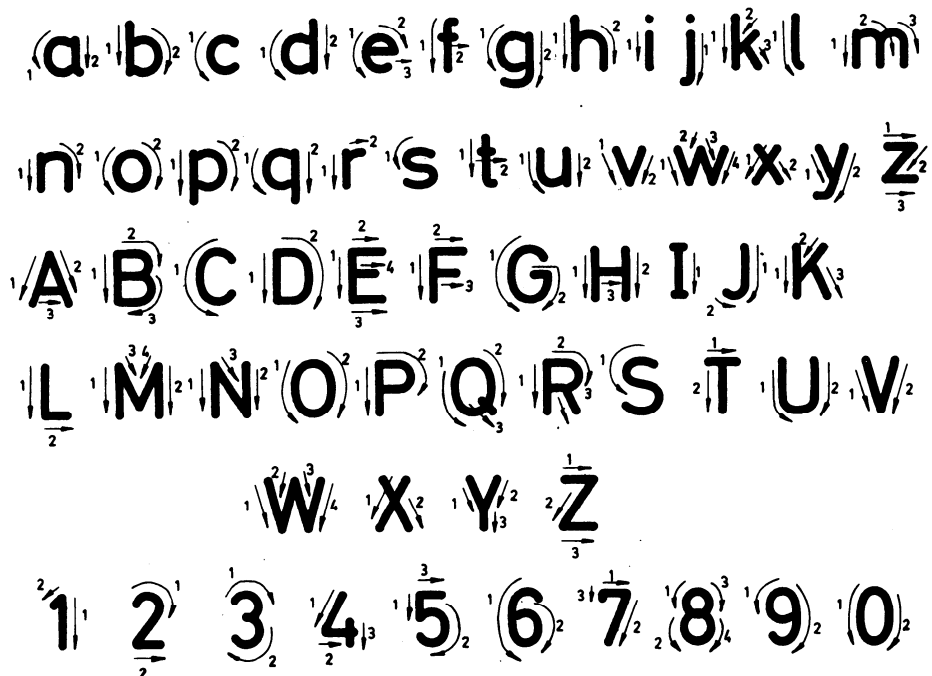 a b c d e f g h i j k l m
n o p q r s t u v w x y z
A B C D E F G H I J K
L M N O P Q R S T U V
W X Y Z
1 2 3 4 5 6 7 8 9 0